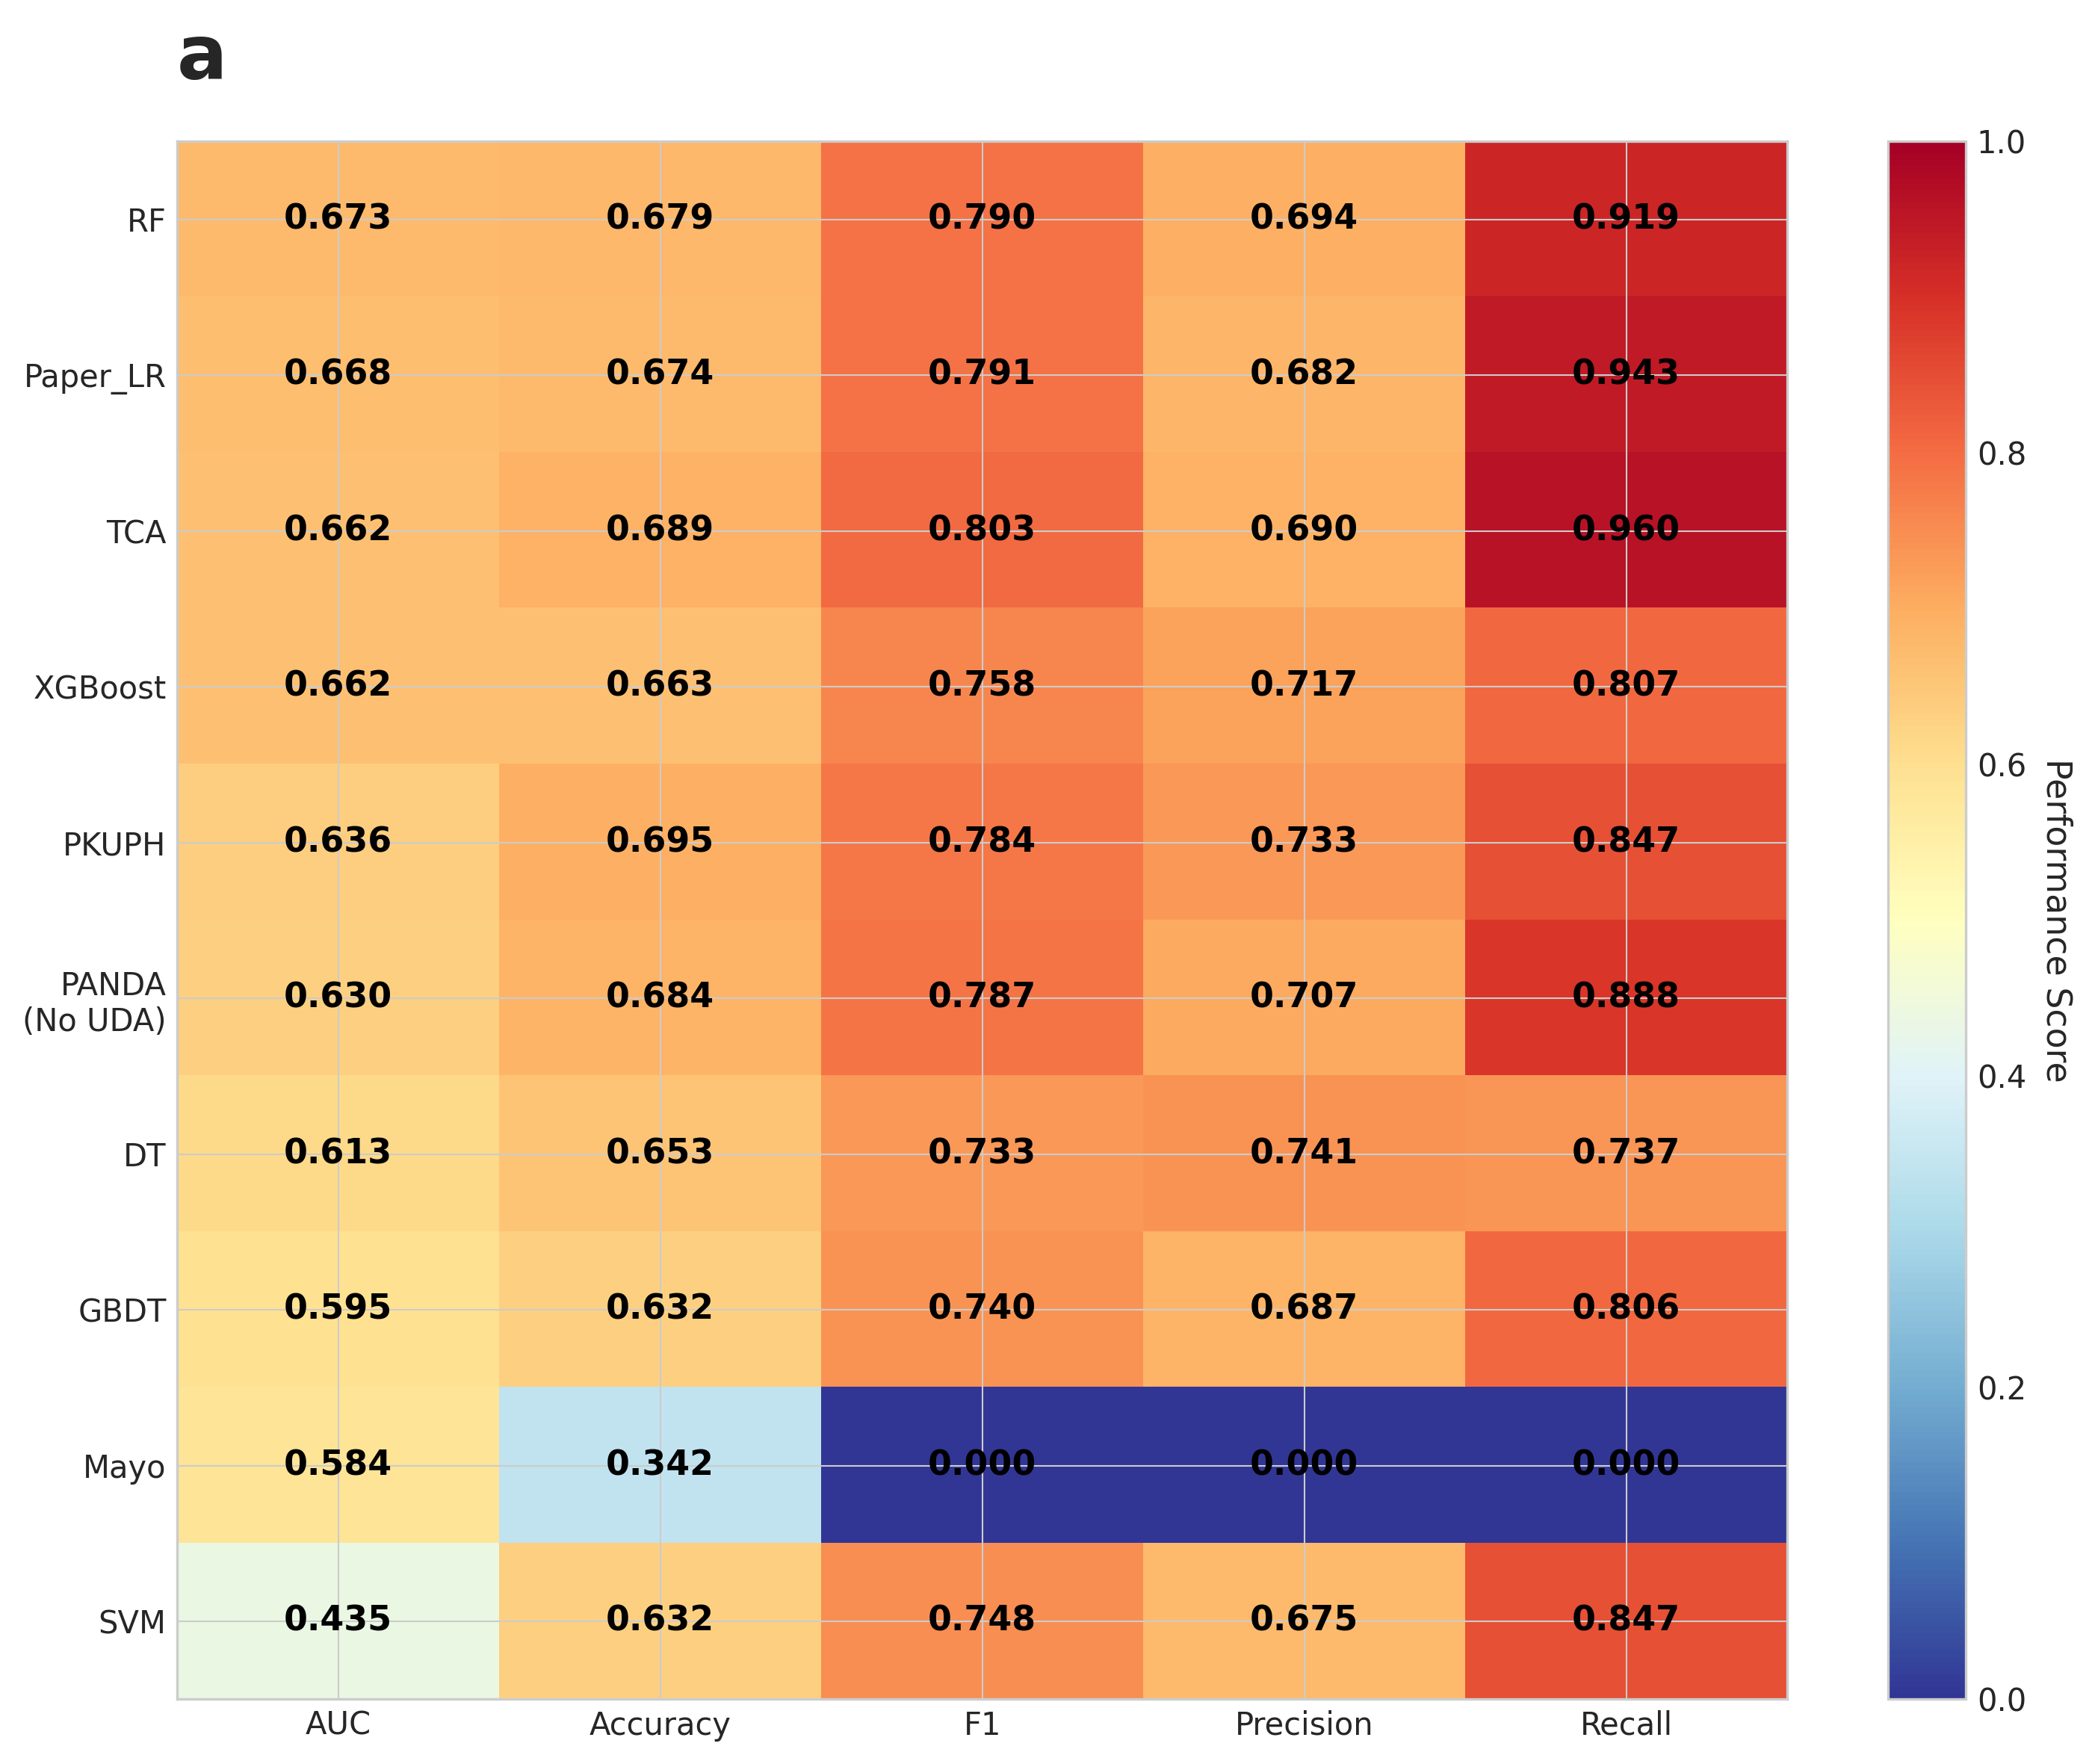 a
RF 0.673 0.679 0.790 0.694 0.919
Paper_LR 0.668 0.674 0.791 0.682 0.943
TCA 0.662 0.689 0.803 0.690 0.960
XGBoost 0.662 0.663 0.758 0.717 0.807
PKUPH 0.636 0.695 0.784 0.733 0.847
PANDA
(No UDA) 0.630 0.684 0.787 0.707 0.888
DT 0.613 0.653 0.733 0.741 0.737
GBDT 0.595 0.632 0.740 0.687 0.806
Mayo 0.584 0.342 0.000 0.000 0.000
SVM 0.435 0.632 0.748 0.675 0.847
AUC Accuracy F1 Precision Recall
1.0
0.8
0.6
0.4
0.2
0.0
Performance Score